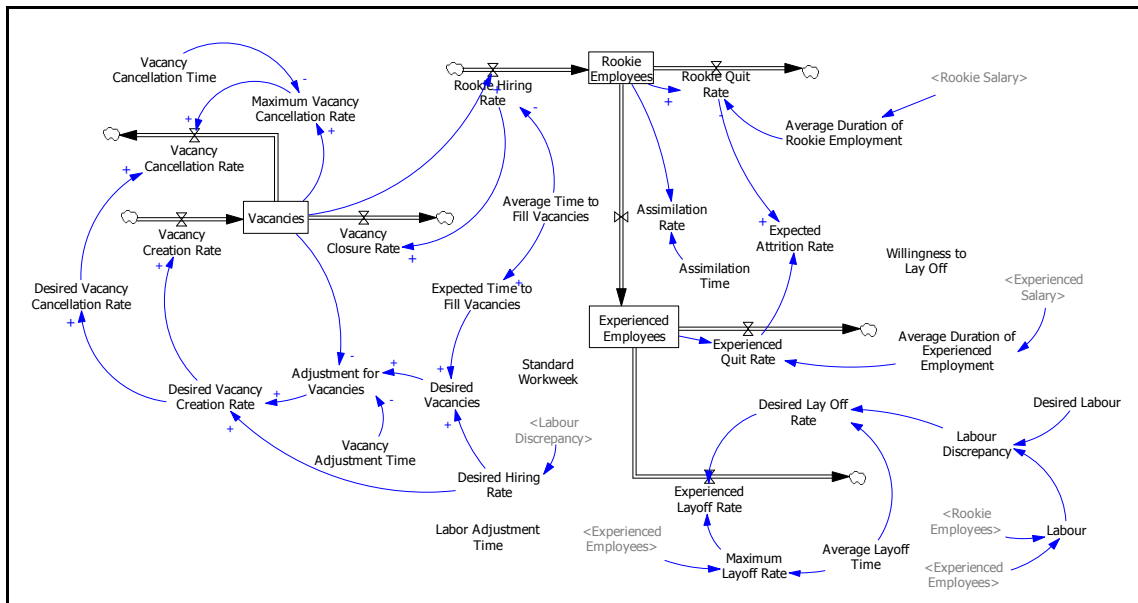 Vacancy
Cancellation Time
-
Maximum Vacancy
Cancellation Rate
+
+
Vacancy
Cancellation Rate
+
Vacancies
Vacancy
Creation Rate
+
Vacancy
Closure Rate
+
Rookie Hiring
Rate
+
-
Rookie
Employees
+
Rookie Quit
Rate
-
<Rookie Salary>
Average Duration of
Rookie Employment
Average Time to
Fill Vacancies
Assimilation
Rate
Assimilation
Time
+
Expected
Attrition Rate
Willingness to
Lay Off
<Experienced
Salary>
Desired Vacancy
Cancellation Rate
+
Expected Time to
Fill Vacancies
+
Experienced
Employees
Experienced
Quit Rate
Average Duration of
Experienced
Employment
Desired Vacancy
Creation Rate
+
+
Adjustment for
Vacancies
-
-
+
Desired
Vacancies
+
+
Standard
Workweek
Vacancy
Adjustment Time
<Labour
Discrepancy>
Desired Hiring
Rate
Labor Adjustment
Time
Desired Lay Off
Rate
Desired Labour
Labour
Discrepancy
Experienced
Layoff Rate
<Experienced
Employees>
Maximum
Layoff Rate
Average Layoff
Time
<Rookie
Employees>
Labour
<Experienced
Employees>